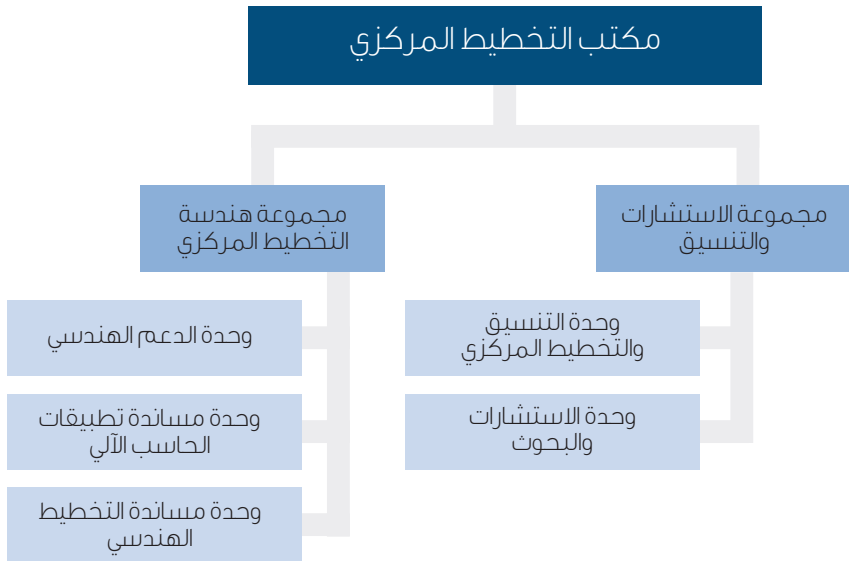 مكتب التخطيط المركزي
مجموعة الاستشارات
والتنسيق
وحدة التنسيق
والتخطيط المركزي
وحدة الاستشارات
والبحوث
مجموعة هندسة
التخطيط المركزي
وحدة الدعم الهندسي
وحدة مساندة تطبيقات
الحاسب الآلي
وحدة مساندة التخطيط
الهندسي